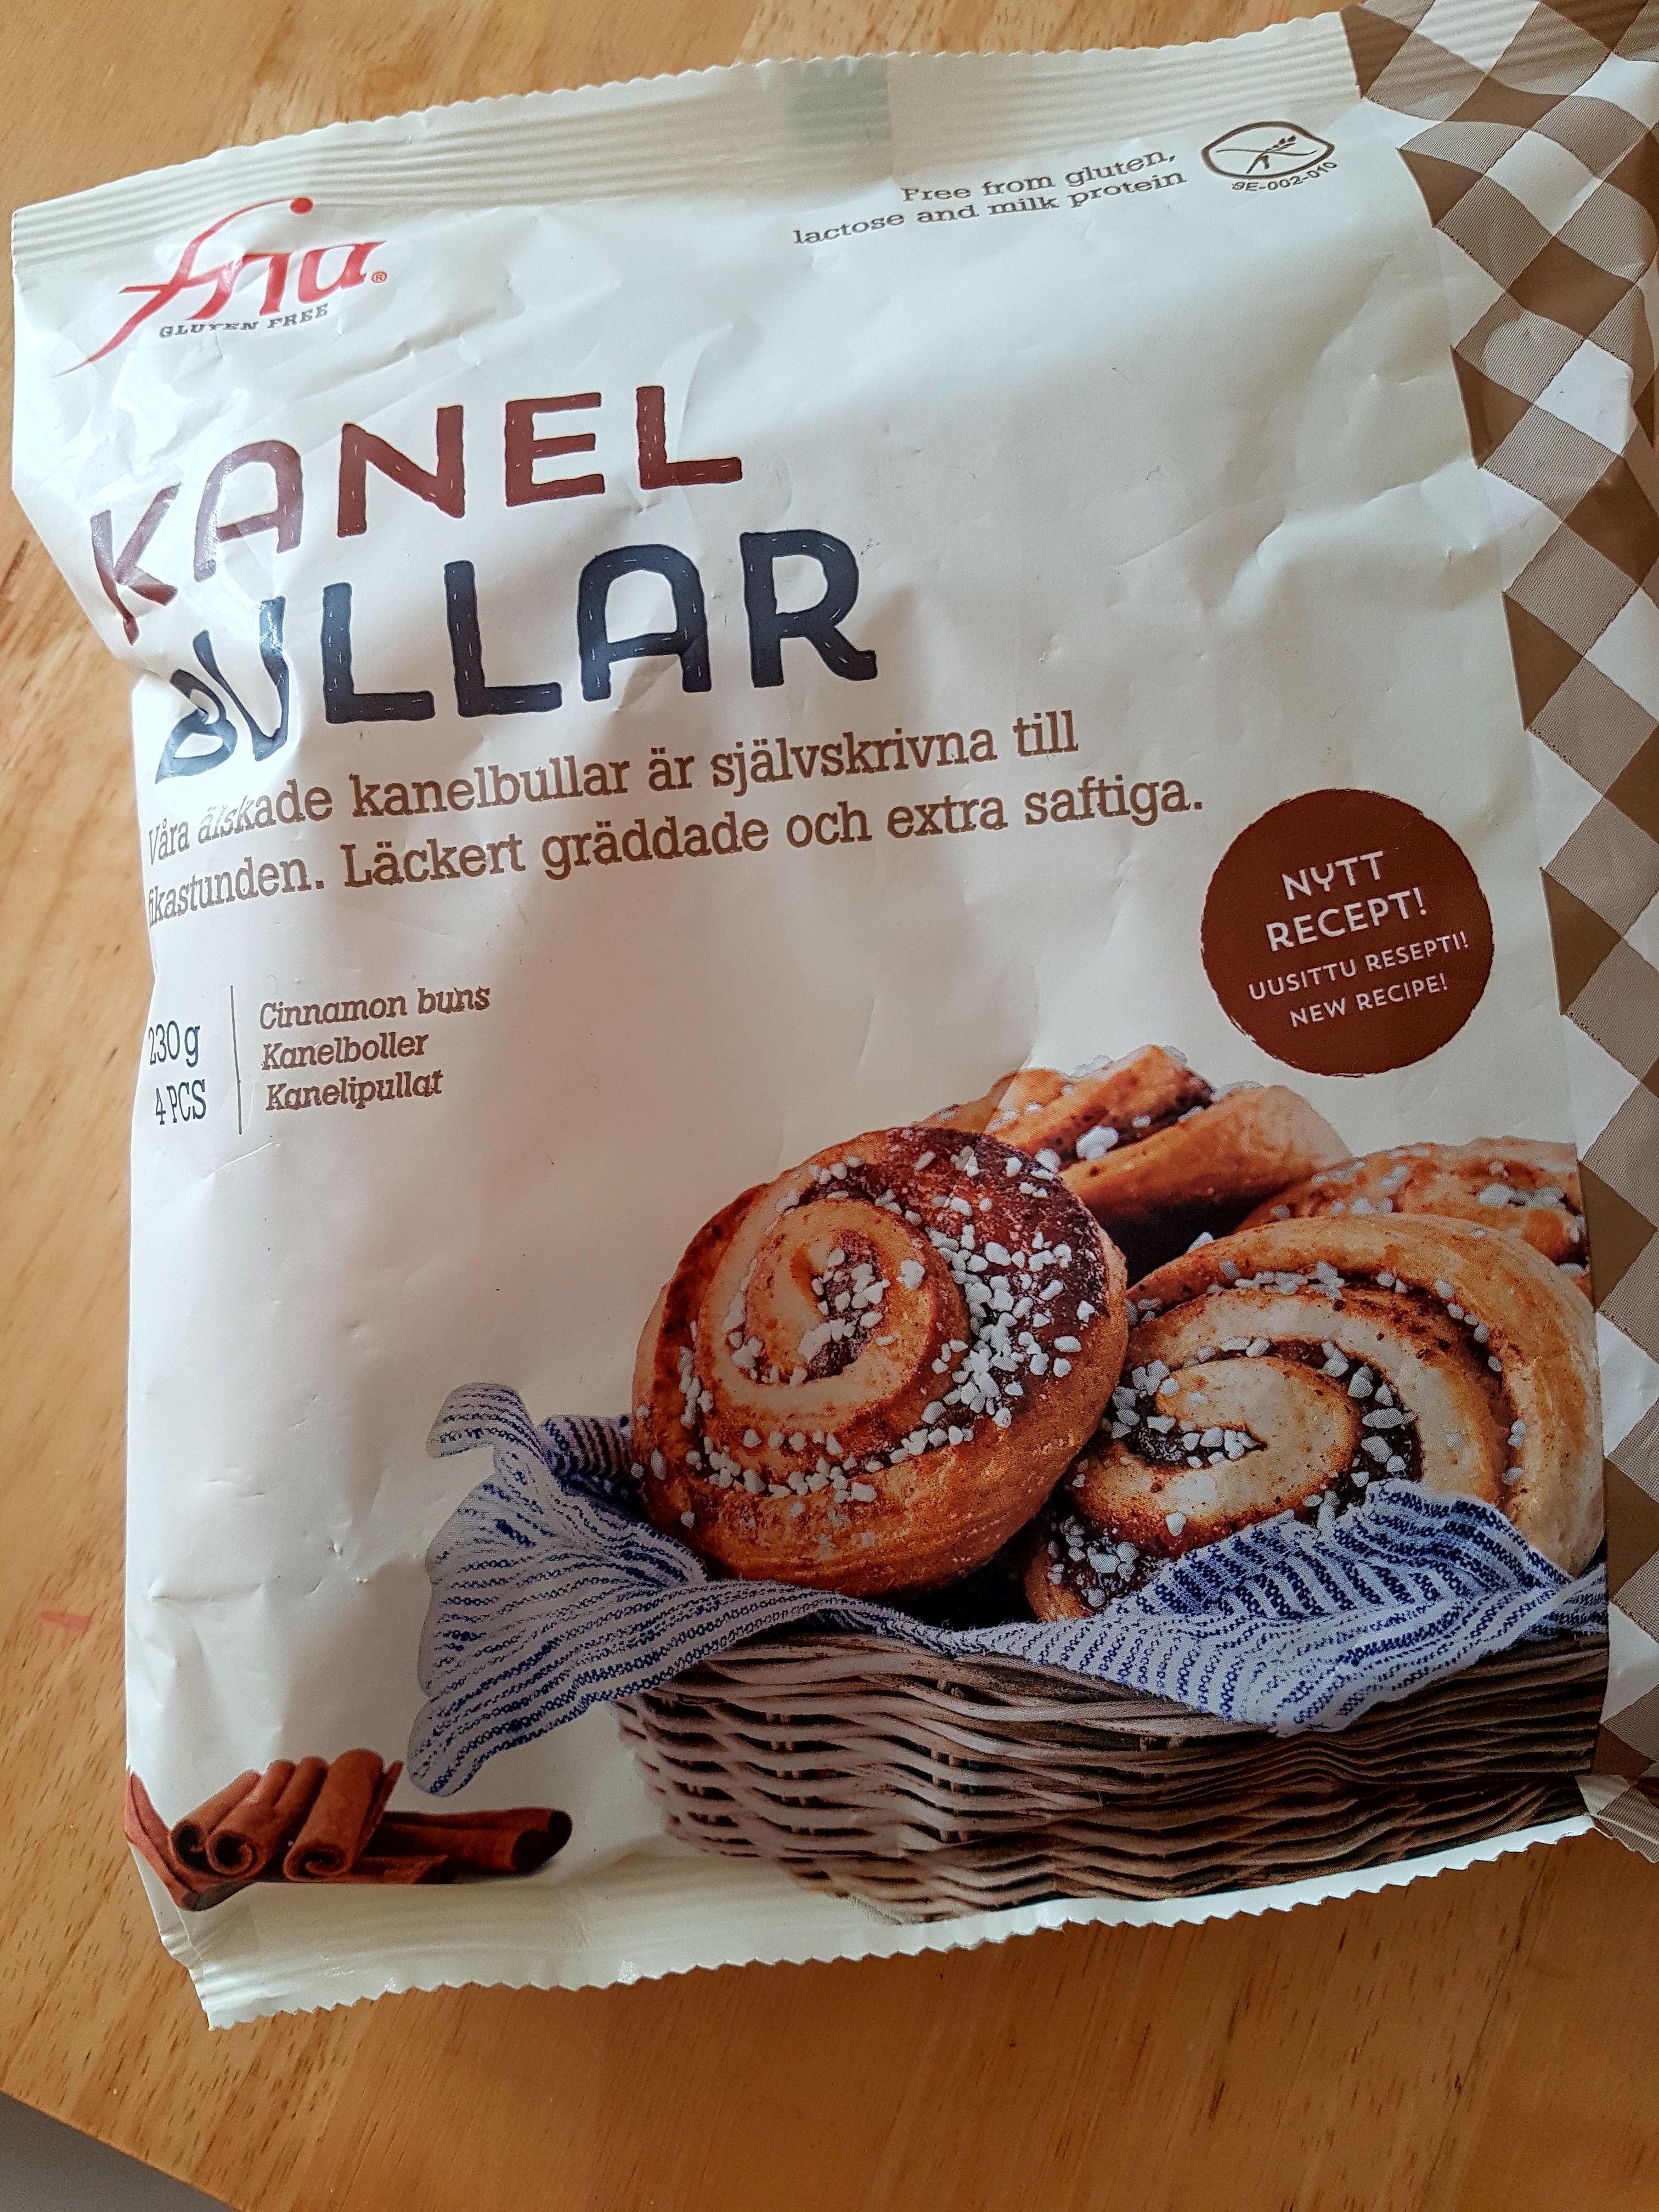 Free from gluten,
lactose and milk protein
SE-002-010
fria®
GLUTEN FREE
KANEL
BULLAR
Våra älskade kanelbullar är självskrivna till
fikastunden. Läckert gräddade och extra saftiga.
NYTT
RECEPT!
UUSITTU RESEPTI!
NEW RECIPE!
230 g
4 PCS
Cinnamon buns
Kanelboller
Kanelipullat